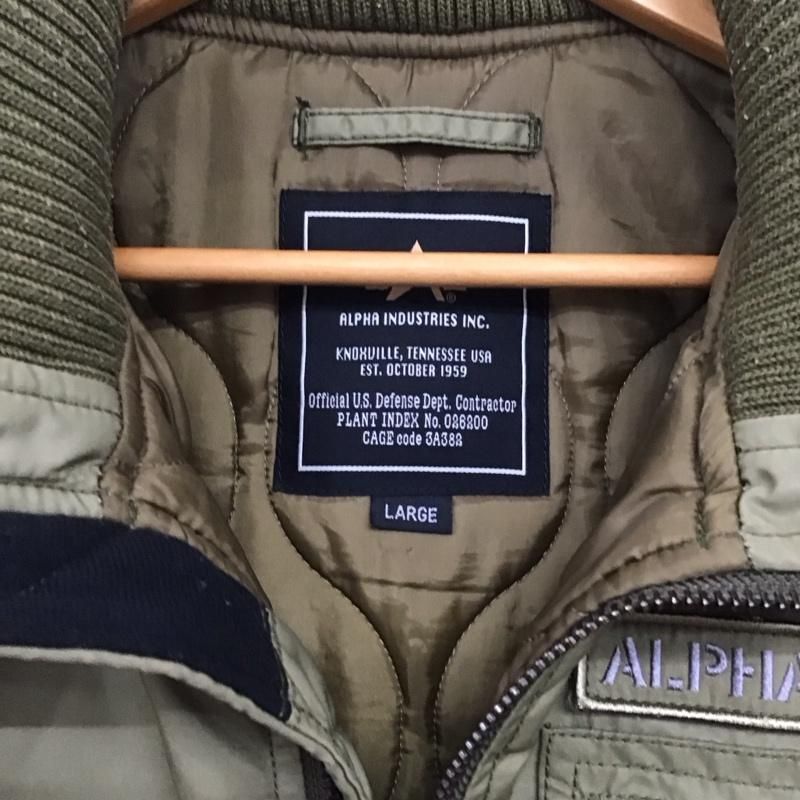 ®
ALPHA INDUSTRIES INC.
KNOXVILLE, TENNESSEE USA
EST. OCTOBER 1959
Official U.S. Defense Dept. Contractor
PLANT INDEX No. 026200
CAGE code 3A382
LARGE
ALPHA